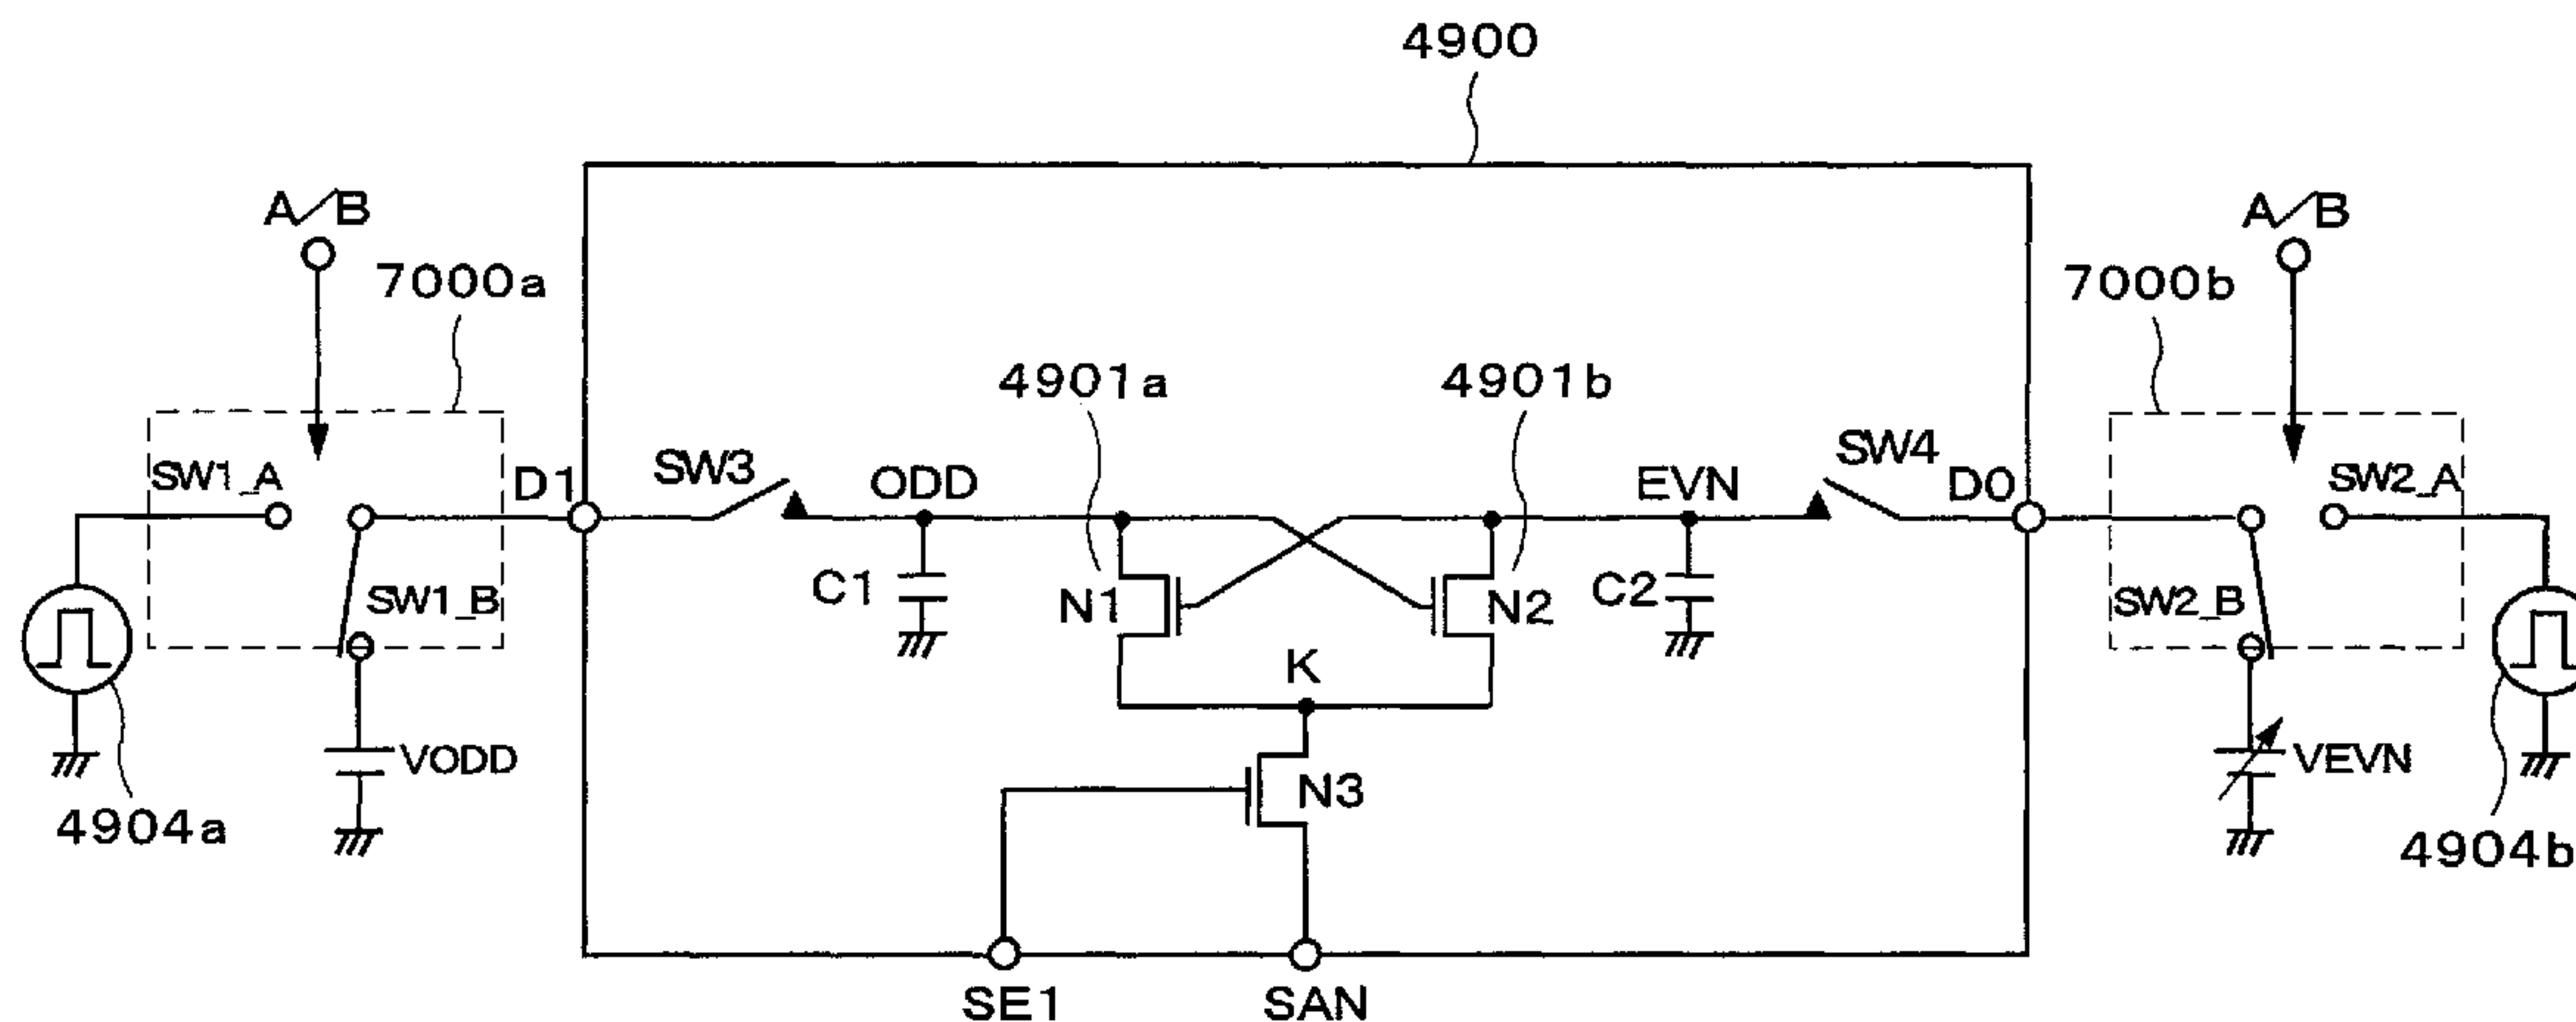 4900
A/B
A/B
7000a
7000b
4901a
4901b
SW1_A
D1
SW3
ODD
EVN
SW4
D0
SW2_A
C1
N1
N2
C2
SW1_B
SW2_B
K
VODD
N3
VEVN
4904a
4904b
SE1
SAN